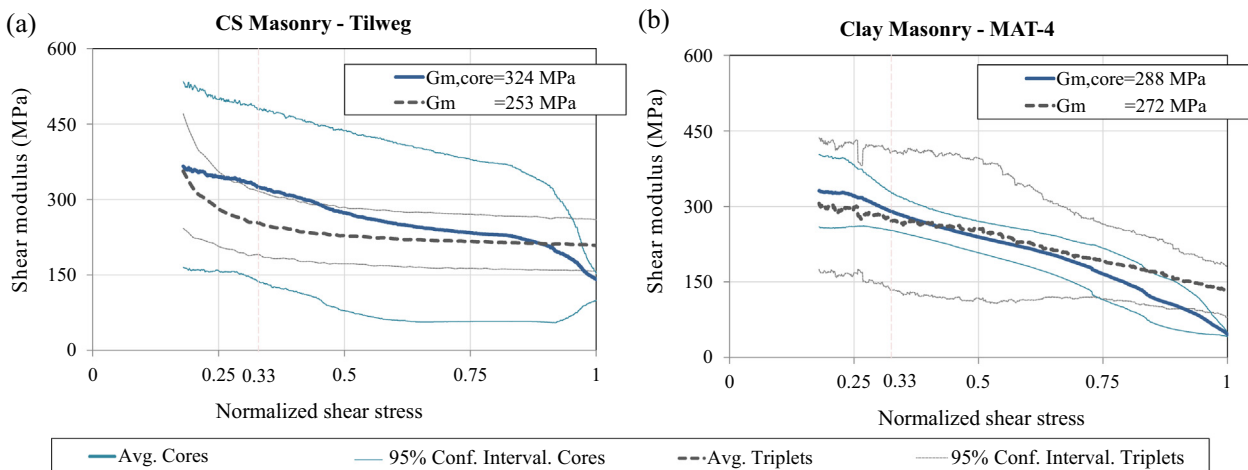 (a)
CS Masonry - Tilweg
600
450
300
150
0
Shear modulus (MPa)
Gm,core=324 MPa
Gm =253 MPa
0 0.25 0.33 0.5 0.75 1
Normalized shear stress
(b)
Clay Masonry - MAT-4
600
450
300
150
0
Shear modulus (MPa)
Gm,core=288 MPa
Gm =272 MPa
0 0.25 0.33 0.5 0.75 1
Normalized shear stress
Avg. Cores 95% Conf. Interval. Cores Avg. Triplets 95% Conf. Interval. Triplets